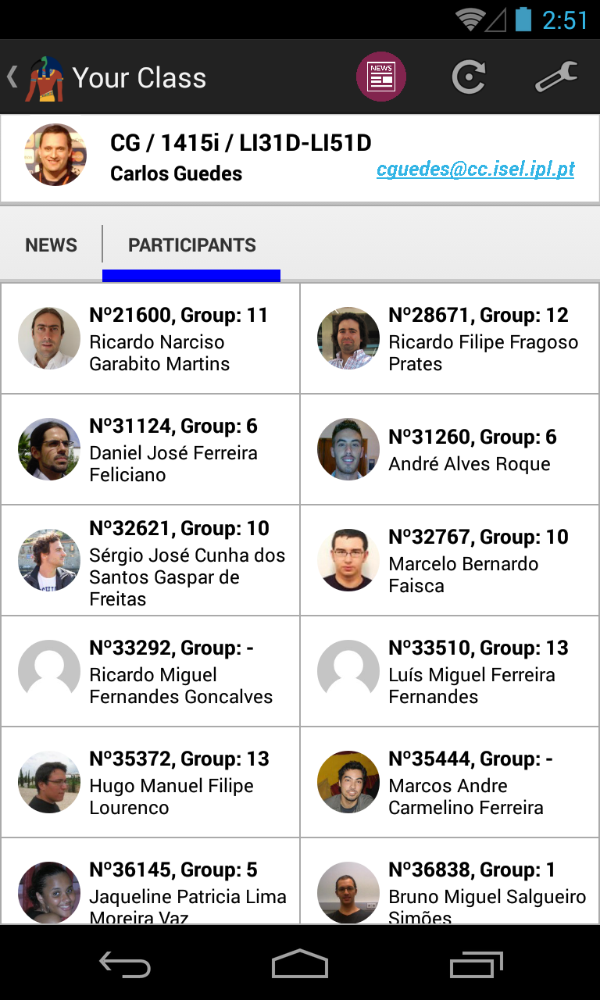 2:51
Your Class
NEWS
CG / 1415i / LI31D-LI51D
Carlos Guedes
cguedes@cc.isel.ipl.pt
NEWS
PARTICIPANTS
Nº21600, Group: 11
Ricardo Narciso
Garabito Martins
Nº28671, Group: 12
Ricardo Filipe Fragoso
Prates
Nº31124, Group: 6
Daniel José Ferreira
Feliciano
Nº31260, Group: 6
André Alves Roque
Nº32621, Group: 10
Sérgio José Cunha dos
Santos Gaspar de
Freitas
Nº32767, Group: 10
Marcelo Bernardo
Faisca
Nº33292, Group: -
Ricardo Miguel
Fernandes Goncalves
Nº33510, Group: 13
Luís Miguel Ferreira
Fernandes
Nº35372, Group: 13
Hugo Manuel Filipe
Lourenco
Nº35444, Group: -
Marcos Andre
Carmelino Ferreira
Nº36145, Group: 5
Jaqueline Patricia Lima
Moreira Vaz
Nº36838, Group: 1
Bruno Miguel Salgueiro
Simões